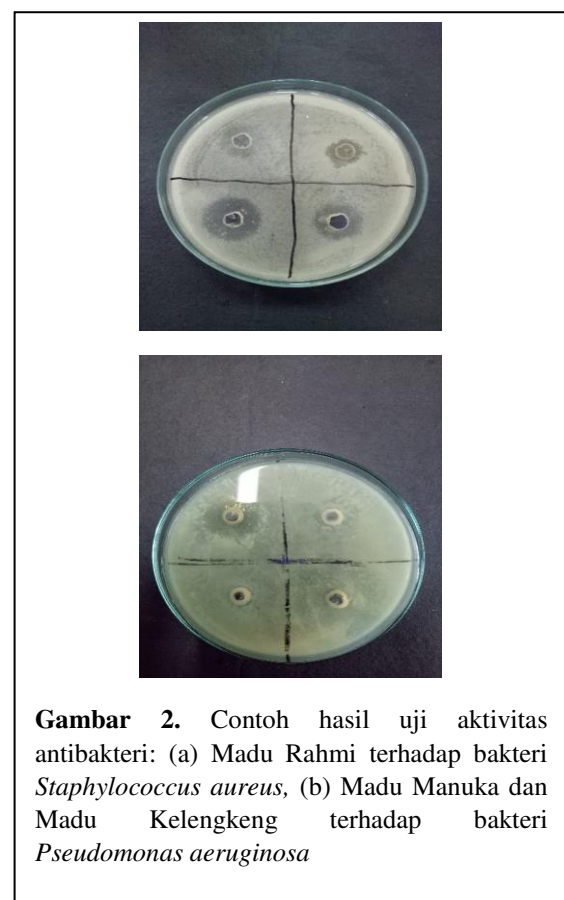 Gambar 2. Contoh hasil uji aktivitas
antibakteri: (a) Madu Rahmi terhadap bakteri
Staphylococcus aureus, (b) Madu Manuka dan
Madu Kelengkeng terhadap bakteri
Pseudomonas aeruginosa